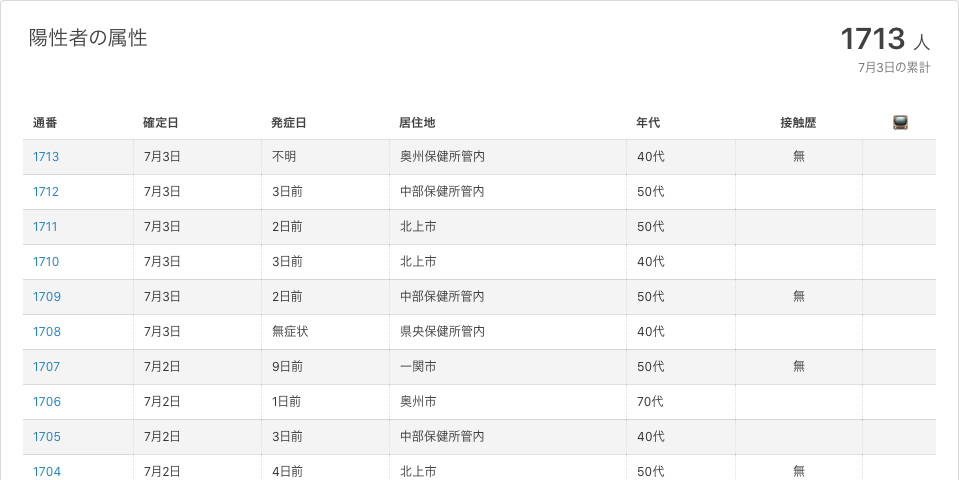 陽性者の属性
1713 人
7月3日の累計
通番 確定日 発症日 居住地 年代 接触歴
1713 7月3日 不明 奥州保健所管内 40代 無
1712 7月3日 3日前 中部保健所管内 50代
1711 7月3日 2日前 北上市 50代
1710 7月3日 3日前 北上市 40代
1709 7月3日 2日前 中部保健所管内 50代 無
1708 7月3日 無症状 県央保健所管内 40代
1707 7月2日 9日前 一関市 50代 無
1706 7月2日 1日前 奥州市 70代
1705 7月2日 3日前 中部保健所管内 40代
1704 7月2日 4日前 北上市 50代 無